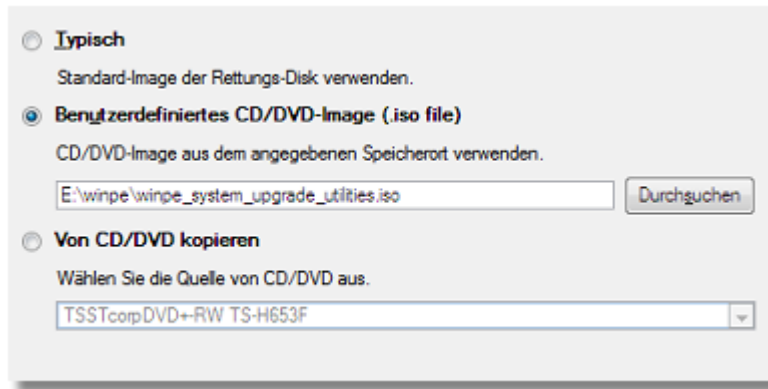 Typisch
Standard-Image der Rettungs-Disk verwenden.
Benutzerdefiniertes CD/DVD-Image (.iso file)
CD/DVD-Image aus dem angegebenen Speicherort verwenden.
E:\winpe\winpe_system_upgrade_utilities.iso Durchsuchen
Von CD/DVD kopieren
Wählen Sie die Quelle von CD/DVD aus.
TSSTcorpDVD+-RW TS-H653F